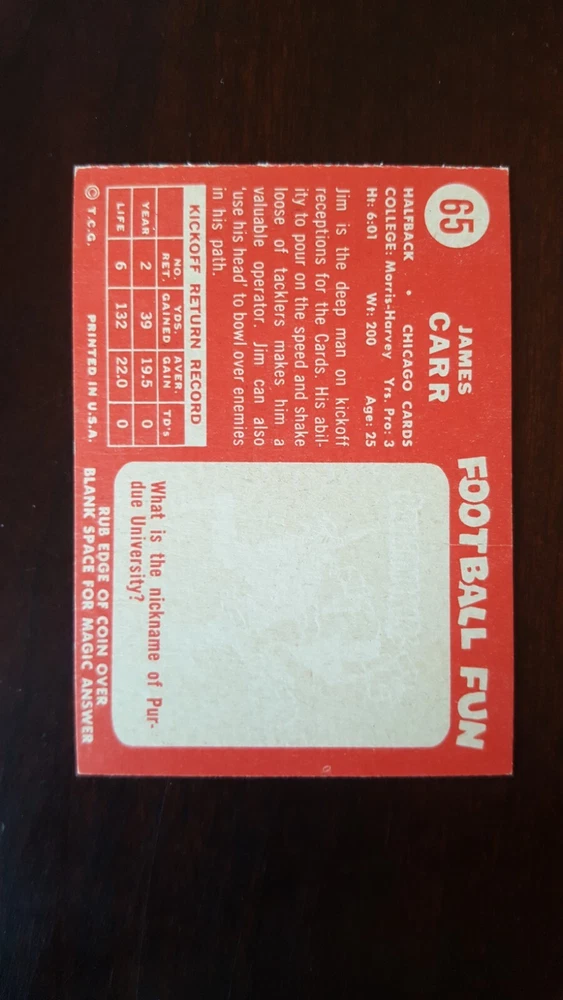 65
JAMES
CARR
HALFBACK • CHICAGO CARDS
COLLEGE: Morris-Harvey Yrs. Pro: 3
Ht: 6:01 Wt: 200 Age: 25
Jim is the deep man on kickoff
receptions for the Cards. His abil-
ity to pour on the speed and shake
loose of tacklers makes him a
valuable operator. Jim can also
'use his head' to bowl over enemies
in his path.
KICKOFF RETURN RECORD
NO. RET. YDS. GAINED AVER. GAIN TD's
YEAR 2 39 19.5 0
LIFE 6 132 22.0 0
© T.C.G. PRINTED IN U.S.A.
FOOTBALL FUN
What is the nickname of Pur-
due University?
RUB EDGE OF COIN OVER
BLANK SPACE FOR MAGIC ANSWER